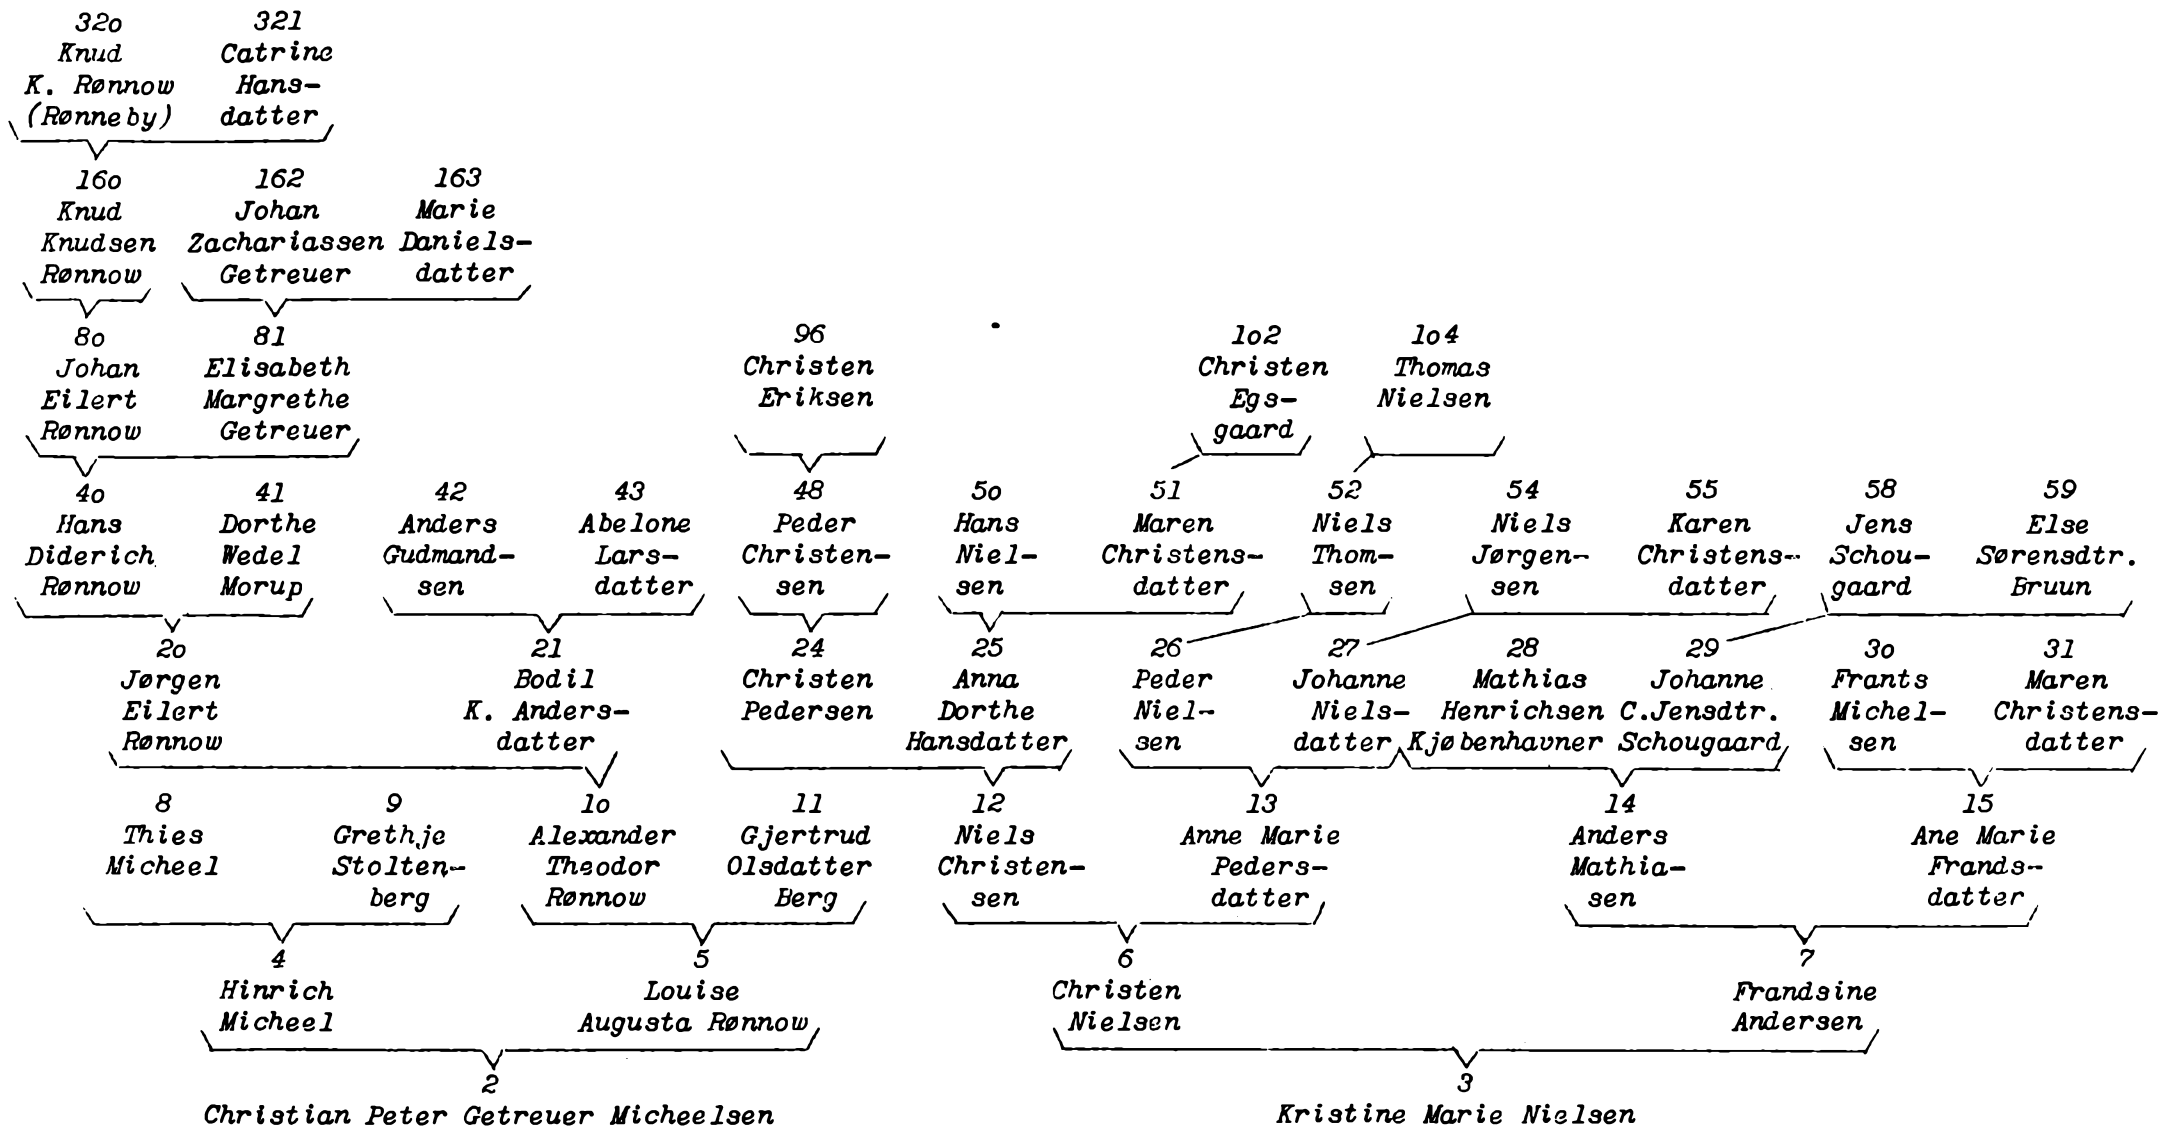 32o 321
Knud Catrine
K. Rønnow Hans-
(Rønneby) datter
16o 162 163
Knud Johan Marie
Knudsen Zachariassen Daniels-
Rønnow Getreuer datter
8o 81 96 1o2 1o4
Johan Elisabeth Christen Christen Thomas
Eilert Margrethe Eriksen Egs- Nielsen
Rønnow Getreuer gaard
4o 41 42 43 48 5o 51 52 54 55 58 59
Hans Dorthe Anders Abelone Peder Hans Maren Niels Niels Karen Jens Else
Diderich Wedel Gudmand- Lars- Christen- Niel- Christens- Thom- Jørgen- Christens- Schou- Sørensdtr.
Rønnow Morup sen datter sen sen datter sen sen datter gaard Bruun
2o 21 24 25 26 27 28 29 3o 31
Jørgen Bodil Christen Anna Peder Johanne Mathias Johanne Frants Maren
Eilert K. Anders- Pedersen Dorthe Niel- Niels- Henrichsen C.Jensdtr. Michel- Christens-
Rønnow datter Hansdatter sen datter Kjøbenhavner Schougaard sen datter
8 9 1o 11 12 13 14 15
Thies Grethje Alexander Gjertrud Niels Anne Marie Anders Ane Marie
Micheel Stolten- Theodor Olsdatter Christen- Peders- Mathia- Frands-
berg Rønnow Berg sen datter sen datter
4 5 6 7
Hinrich Louise Christen Frandsine
Micheel Augusta Rønnow Nielsen Andersen
2 3
Christian Peter Getreuer Micheelsen Kristine Marie Nielsen